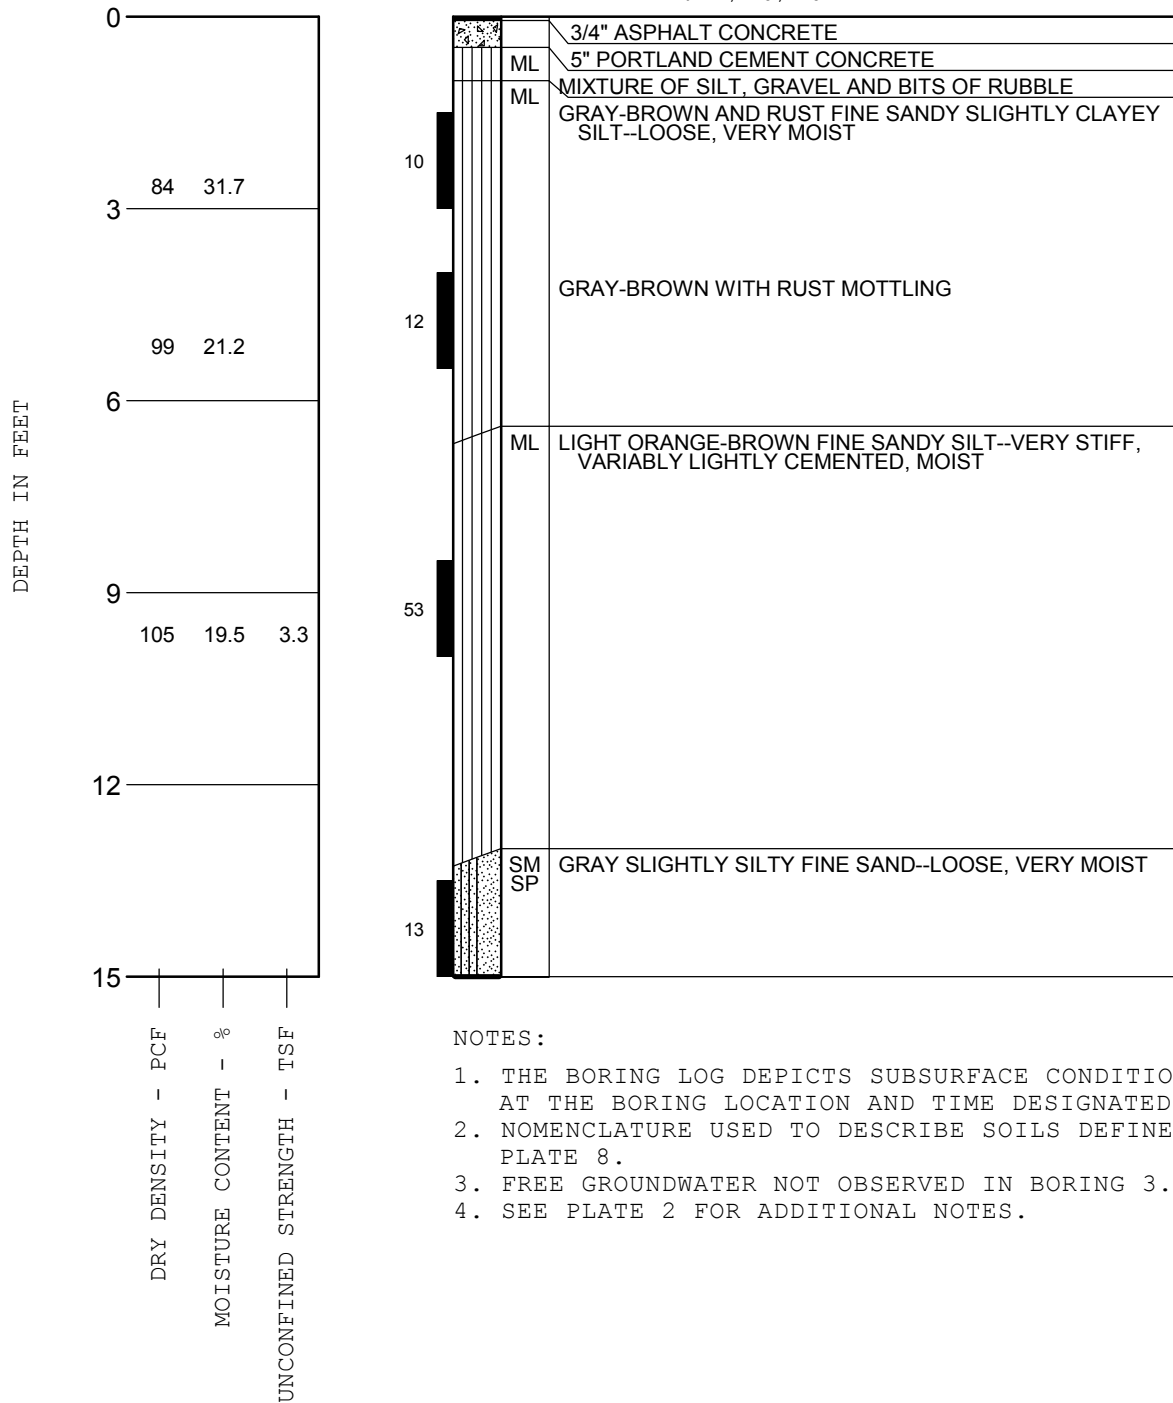 0
3/4" ASPHALT CONCRETE
5" PORTLAND CEMENT CONCRETE
ML
MIXTURE OF SILT, GRAVEL AND BITS OF RUBBLE
ML
GRAY-BROWN AND RUST FINE SANDY SLIGHTLY CLAYEY
SILT--LOOSE, VERY MOIST
10
84 31.7
3
GRAY-BROWN WITH RUST MOTTLING
12
99 21.2
6
DEPTH IN FEET
ML LIGHT ORANGE-BROWN FINE SANDY SILT--VERY STIFF,
VARIABLY LIGHTLY CEMENTED, MOIST
9
53
105 19.5 3.3
12
SM GRAY SLIGHTLY SILTY FINE SAND--LOOSE, VERY MOIST
SP
13
15
DRY DENSITY - PCF
MOISTURE CONTENT - %
UNCONFINED STRENGTH - TSF
NOTES:
1. THE BORING LOG DEPICTS SUBSURFACE CONDITIO
AT THE BORING LOCATION AND TIME DESIGNATED
2. NOMENCLATURE USED TO DESCRIBE SOILS DEFINE
PLATE 8.
3. FREE GROUNDWATER NOT OBSERVED IN BORING 3.
4. SEE PLATE 2 FOR ADDITIONAL NOTES.